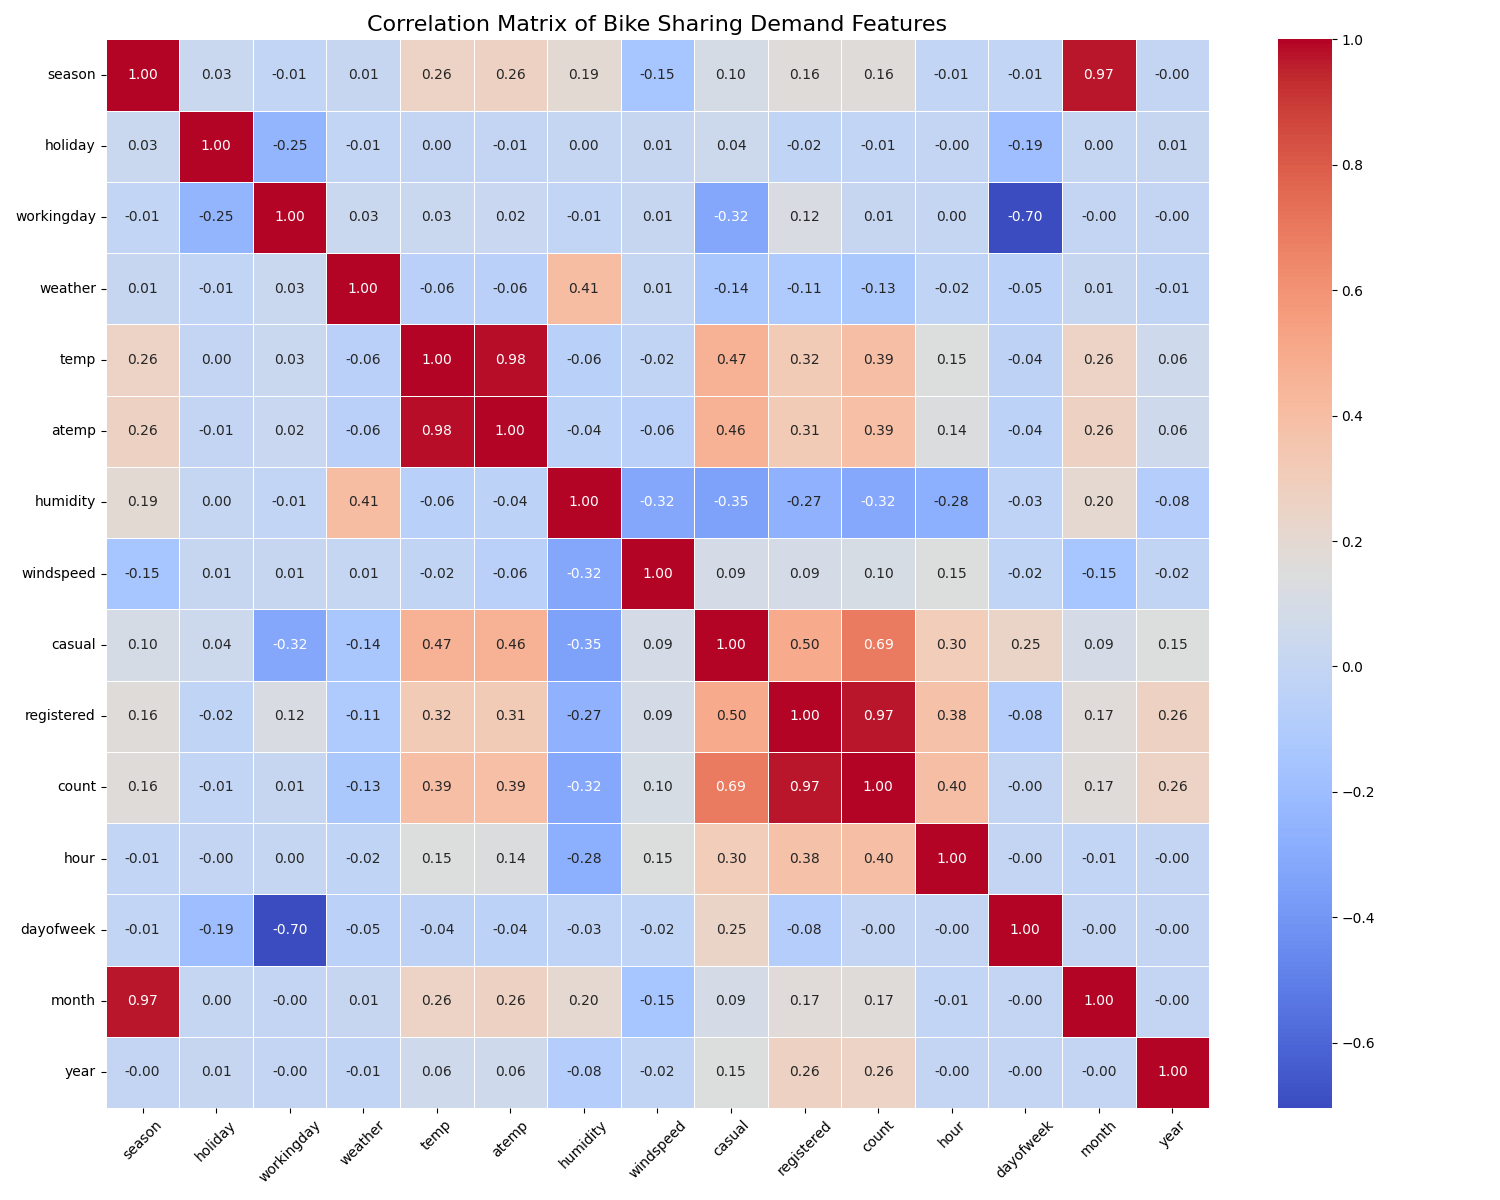 Correlation Matrix of Bike Sharing Demand Features
season 1.00 0.03 -0.01 0.01 0.26 0.26 0.19 -0.15 0.10 0.16 0.16 -0.01 -0.01 0.97 -0.00
holiday 0.03 1.00 -0.25 -0.01 0.00 -0.01 0.00 0.01 0.04 -0.02 -0.01 -0.00 -0.19 0.00 0.01
workingday -0.01 -0.25 1.00 0.03 0.03 0.02 -0.01 0.01 -0.32 0.12 0.01 0.00 -0.70 -0.00 -0.00
weather 0.01 -0.01 0.03 1.00 -0.06 -0.06 0.41 0.01 -0.14 -0.11 -0.13 -0.02 -0.05 0.01 -0.01
temp 0.26 0.00 0.03 -0.06 1.00 0.98 -0.06 -0.02 0.47 0.32 0.39 0.15 -0.04 0.26 0.06
atemp 0.26 -0.01 0.02 -0.06 0.98 1.00 -0.04 -0.06 0.46 0.31 0.39 0.14 -0.04 0.26 0.06
humidity 0.19 0.00 -0.01 0.41 -0.06 -0.04 1.00 -0.32 -0.35 -0.27 -0.32 -0.28 -0.03 0.20 -0.08
windspeed -0.15 0.01 0.01 0.01 -0.02 -0.06 -0.32 1.00 0.09 0.09 0.10 0.15 -0.02 -0.15 -0.02
casual 0.10 0.04 -0.32 -0.14 0.47 0.46 -0.35 0.09 1.00 0.50 0.69 0.30 0.25 0.09 0.15
registered 0.16 -0.02 0.12 -0.11 0.32 0.31 -0.27 0.09 0.50 1.00 0.97 0.38 -0.08 0.17 0.26
count 0.16 -0.01 0.01 -0.13 0.39 0.39 -0.32 0.10 0.69 0.97 1.00 0.40 -0.00 0.17 0.26
hour -0.01 -0.00 0.00 -0.02 0.15 0.14 -0.28 0.15 0.30 0.38 0.40 1.00 -0.00 -0.01 -0.00
dayofweek -0.01 -0.19 -0.70 -0.05 -0.04 -0.04 -0.03 -0.02 0.25 -0.08 -0.00 -0.00 1.00 -0.00 -0.00
month 0.97 0.00 -0.00 0.01 0.26 0.26 0.20 -0.15 0.09 0.17 0.17 -0.01 -0.00 1.00 -0.00
year -0.00 0.01 -0.00 -0.01 0.06 0.06 -0.08 -0.02 0.15 0.26 0.26 -0.00 -0.00 -0.00 1.00
season holiday workingday weather temp atemp humidity windspeed casual registered count hour dayofweek month year
1.0
0.8
0.6
0.4
0.2
0.0
−0.2
−0.4
−0.6